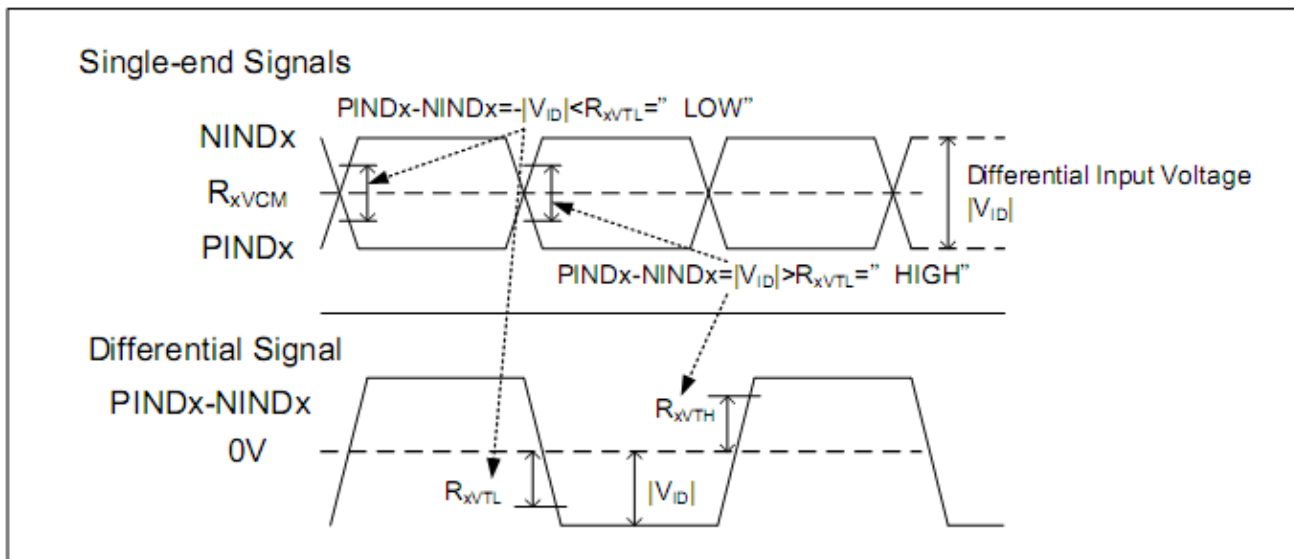 Single-end Signals
PINDx-NINDx=-|VID|<RxVTL=” LOW”
NINDx
RxVCM
PINDx
Differential Input Voltage
|VID|
PINDx-NINDx=|VID|>RxVTL=” HIGH”
Differential Signal
PINDx-NINDx
0V
RxVTH
RxVTL
|VID|